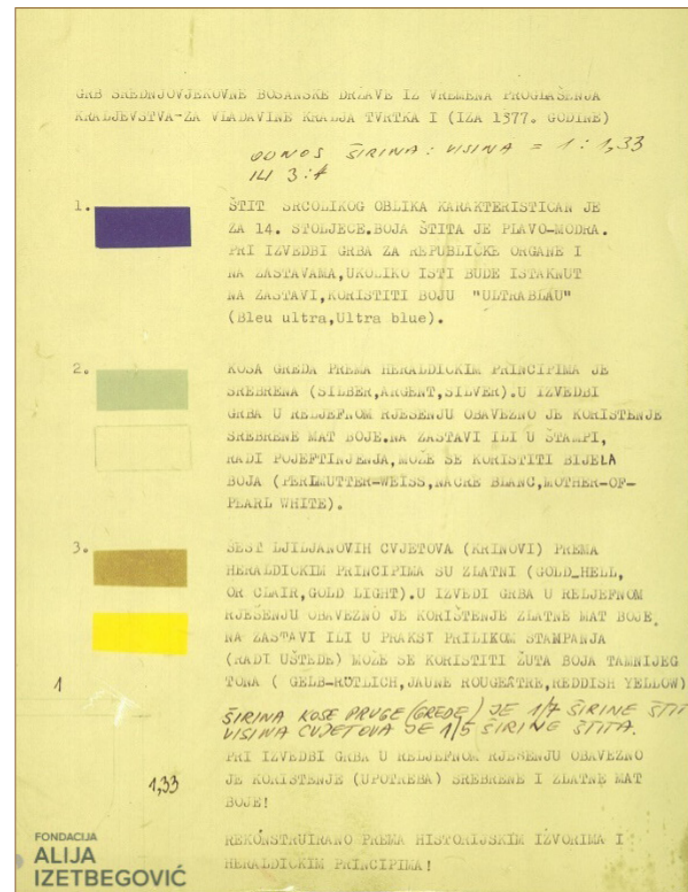 GRB SREDNJOVJEKOVNE BOSANSKE DRŽAVE IZ VREMENA PROGLAŠENJA
KRALJEVSTVA-ZA VLADAVINE KRALJA TVRTKA I (IZA 1377. GODINE)
ODNOS ŠIRINA : VISINA = 1 : 1,33
ILI 3:4
1.
ŠTIT SRCOLIKOG OBLIKA KARAKTERISTIČAN JE
ZA 14. STOLJEĆE.BOJA ŠTITA JE PLAVO-MODRA.
PRI IZVEDBI GRBA ZA REPUBLIČKE ORGANE I
NA ZASTAVAMA,UKOLIKO ISTI BUDE ISTAKNUT
NA ZASTAVI,KORISTITI BOJU "ULTRABLAU"
(Bleu ultra,Ultra blue).
2.
KOSA GREDA PREMA HERALDIČKIM PRINCIPIMA JE
SREBRENA (SILBER,ARGENT,SILVER).U IZVEDBI
GRBA U RELJEFNOM RJEŠENJU OBAVEZNO JE KORIŠTENJE
SREBRENE MAT BOJE.NA ZASTAVI ILI U ŠTAMPI,
RADI POJEFTINJENJA,MOŽE SE KORISTITI BIJELA
BOJA (PERLMUTTER-WEISS,NACRE BLANC,MOTHER-OF-
PEARL WHITE).
3.
ŠEST LJILJANOVIH CVJETOVA (KRINOVI) PREMA
HERALDIČKIM PRINCIPIMA SU ZLATNI (GOLD_HELL,
OR CLAIR,GOLD LIGHT).U IZVEDI GRBA U RELJEFNOM
RJEŠENJU OBAVEZNO JE KORIŠTENJE ZLATNE MAT BOJE.
NA ZASTAVI ILI U PRAKSI PRILIKOM ŠTAMPANJA
(RADI UŠTEDE) MOŽE SE KORISTITI ŽUTA BOJA TAMNIJEG
TONA ( GELB-RÖTLICH,JAUNE ROUGEÂTRE,REDDISH YELLOW)
1
ŠIRINA KOSE PRUGE (GREDE) JE 1/7 ŠIRINE ŠTIT
VISINA CVJETOVA JE 1/5 ŠIRINE ŠTITA.
PRI IZVEDBI GRBA U RELJEFNOM RJEŠENJU OBAVEZNO
JE KORIŠTENJE (UPOTREBA) SREBRENE I ZLATNE MAT
BOJE!
1,33
REKONSTRUIRANO PREMA HISTORIJSKIM IZVORIMA I
HERALDIČKIM PRINCIPIMA!
FONDACIJA
ALIJA
IZETBEGOVIĆ